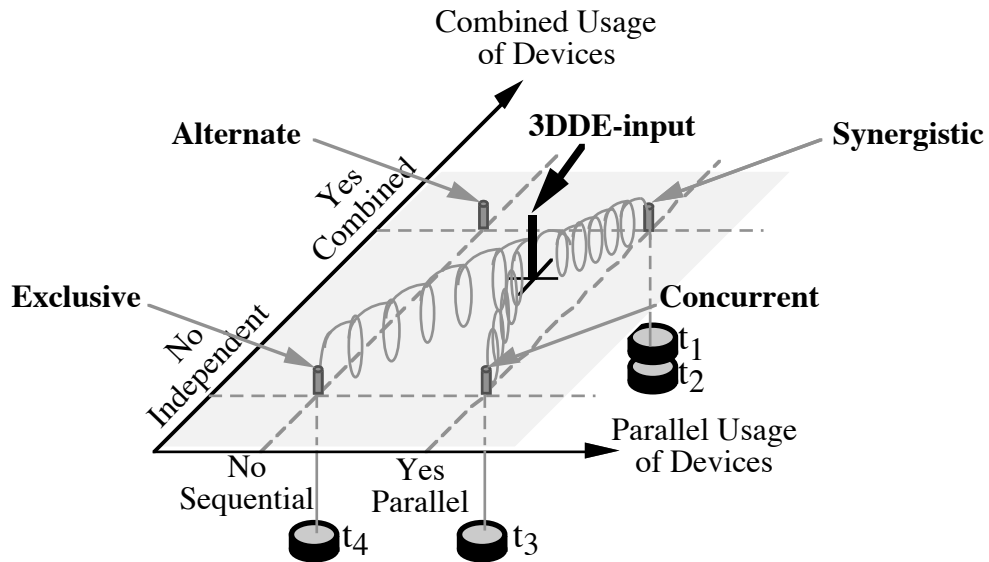 Combined Usage
of Devices
Alternate
3DDE-input
Synergistic
Yes
Combined
Exclusive
Concurrent
No
Independent
t1
t2
Parallel Usage
of Devices
No
Sequential
Yes
Parallel
t4
t3